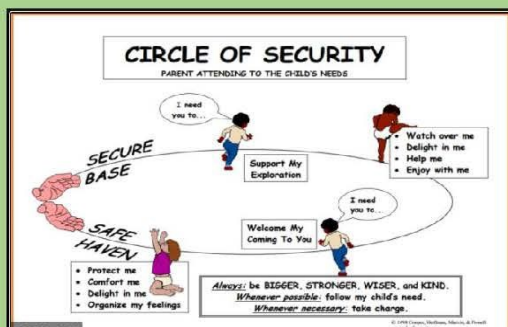 CIRCLE OF SECURITY
PARENT ATTENDING TO THE CHILD'S NEEDS
I need
you to...
SECURE
BASE
Support My
Exploration
• Watch over me
• Delight in me
• Help me
• Enjoy with me
I need
you to...
Welcome My
Coming To You
SAFE
HAVEN
• Protect me
• Comfort me
• Delight in me
• Organize my feelings
Always: be BIGGER, STRONGER, WISER, and KIND.
Whenever possible: follow my child's need.
Whenever necessary: take charge.